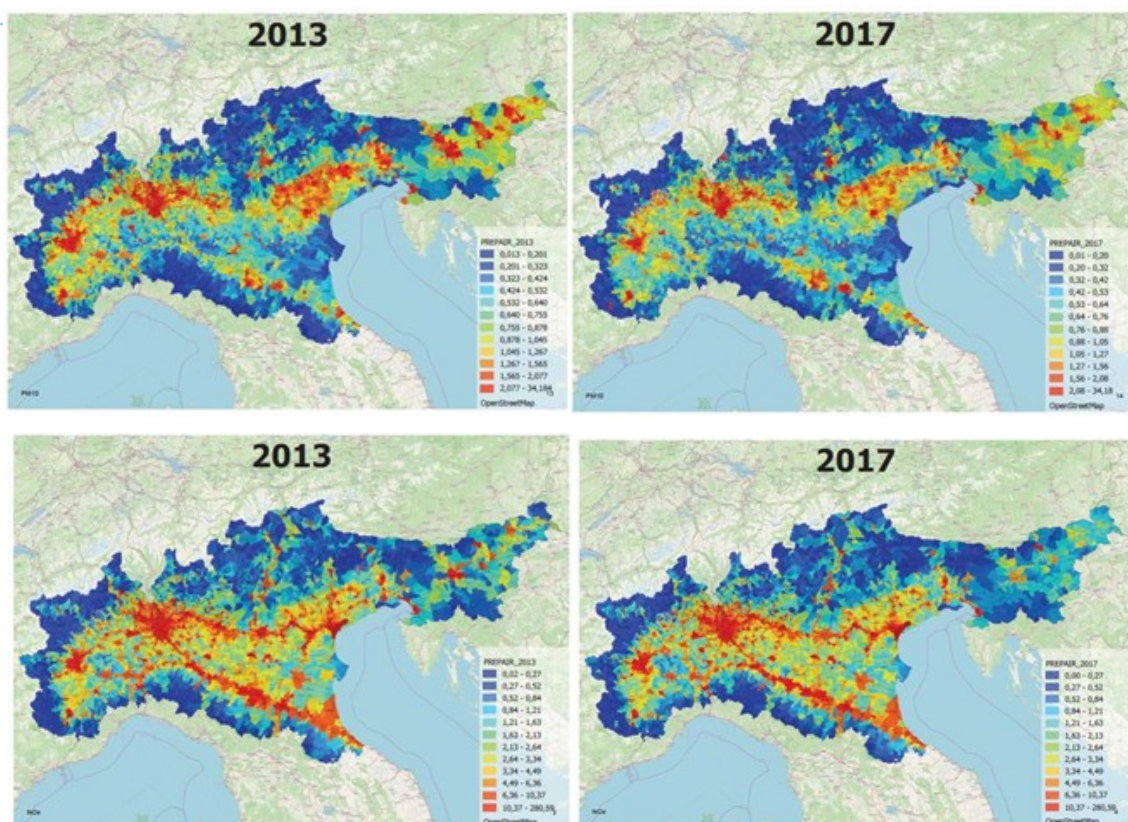 2013
PREPAIR_2013
0,013 - 0,201
0,201 - 0,323
0,323 - 0,424
0,424 - 0,532
0,532 - 0,640
0,640 - 0,755
0,755 - 0,878
0,878 - 1,045
1,045 - 1,267
1,267 - 1,565
1,565 - 2,077
2,077 - 34,184
OpenStreetMap
PM10
13
2017
PREPAIR_2017
0,01 - 0,20
0,20 - 0,32
0,32 - 0,42
0,42 - 0,53
0,53 - 0,64
0,64 - 0,76
0,76 - 0,88
0,88 - 1,05
1,05 - 1,27
1,27 - 1,56
1,56 - 2,08
2,08 - 34,18
OpenStreetMap
PM10
14
2013
PREPAIR_2013
0,02 - 0,27
0,27 - 0,52
0,52 - 0,84
0,84 - 1,21
1,21 - 1,63
1,63 - 2,13
2,13 - 2,64
2,64 - 3,34
3,34 - 4,49
4,49 - 6,36
6,36 - 10,37
10,37 - 280,59
OpenStreetMap
NOx
2017
PREPAIR_2017
0,00 - 0,27
0,27 - 0,52
0,52 - 0,84
0,84 - 1,21
1,21 - 1,63
1,63 - 2,13
2,13 - 2,64
2,64 - 3,34
3,34 - 4,49
4,49 - 6,36
6,36 - 10,37
10,37 - 280,59
OpenStreetMap
NOx